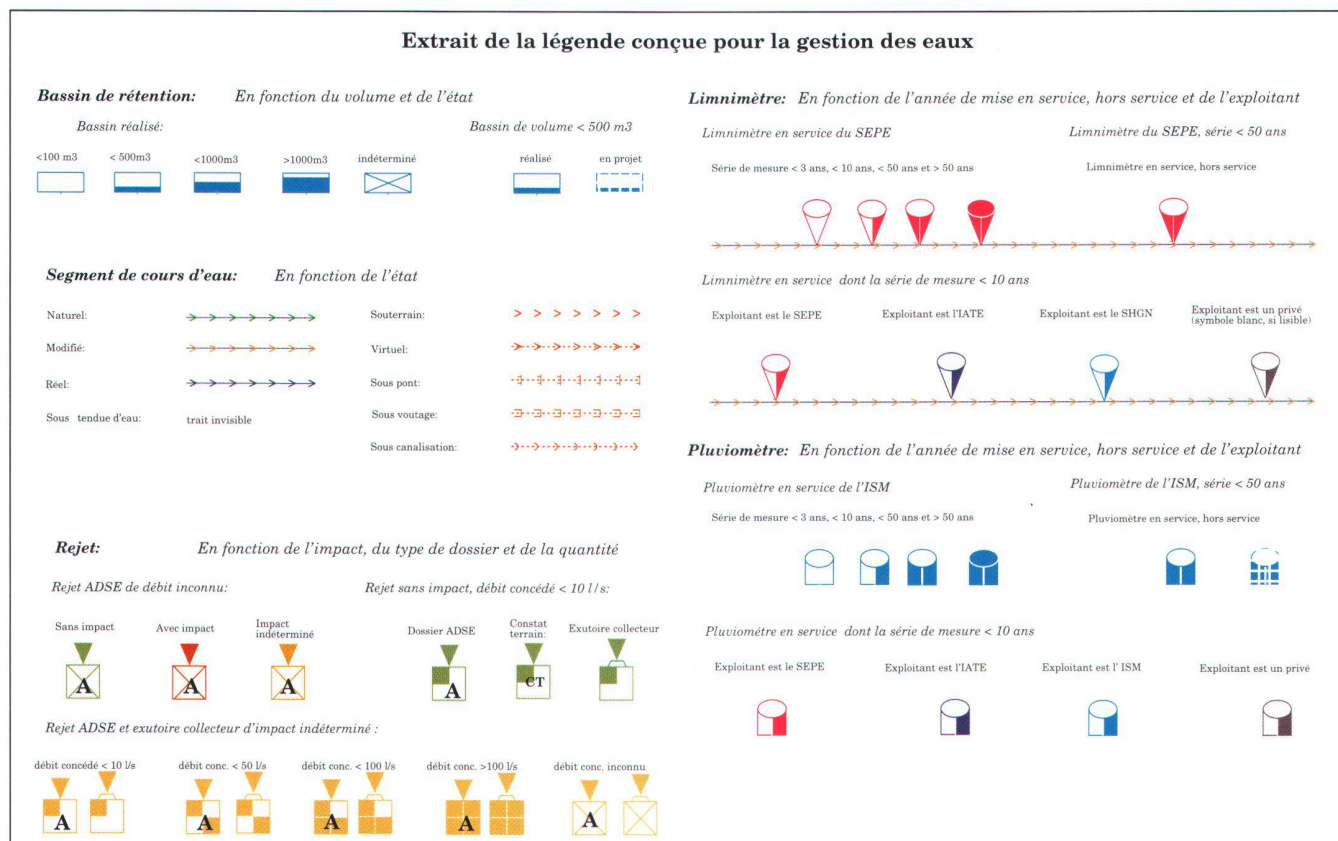 Extrait de la légende conçue pour la gestion des eaux
Bassin de rétention: En fonction du volume et de l'état
Bassin réalisé: Bassin de volume < 500 m3
<100 m3 < 500m3 <1000m3 >1000m3 indéterminé réalisé en projet
Segment de cours d'eau: En fonction de l'état
Naturel: Souterrain:
Modifié: Virtuel:
Réel: Sous pont:
Sous tendue d'eau: trait invisible Sous voutage:
Sous canalisation:
Rejet: En fonction de l'impact, du type de dossier et de la quantité
Rejet ADSE de débit inconnu: Rejet sans impact, débit concédé < 10 l/s:
Sans impact Avec impact Impact
indéterminé
Dossier ADSE Constat
terrain: Exutoire collecteur
A A A A CT
Rejet ADSE et exutoire collecteur d'impact indéterminé :
débit concédé < 10 l/s débit conc. < 50 l/s débit conc. < 100 l/s débit conc. >100 l/s débit conc. inconnu
A A A A A
Limnimètre: En fonction de l'année de mise en service, hors service et de l'exploitant
Limnimètre en service du SEPE Limnimètre du SEPE, série < 50 ans
Série de mesure < 3 ans, < 10 ans, < 50 ans et > 50 ans Limnimètre en service, hors service
Limnimètre en service dont la série de mesure < 10 ans
Exploitant est le SEPE Exploitant est l'IATE Exploitant est le SHGN Exploitant est un privé
(symbole blanc, si lisible)
Pluviomètre: En fonction de l'année de mise en service, hors service et de l'exploitant
Pluviomètre en service de l'ISM Pluviomètre de l'ISM, série < 50 ans
Série de mesure < 3 ans, < 10 ans, < 50 ans et > 50 ans Pluviomètre en service, hors service
Pluviométre en service dont la série de mesure < 10 ans
Exploitant est le SEPE Exploitant est l'IATE Exploitant est l' ISM Exploitant est un privé